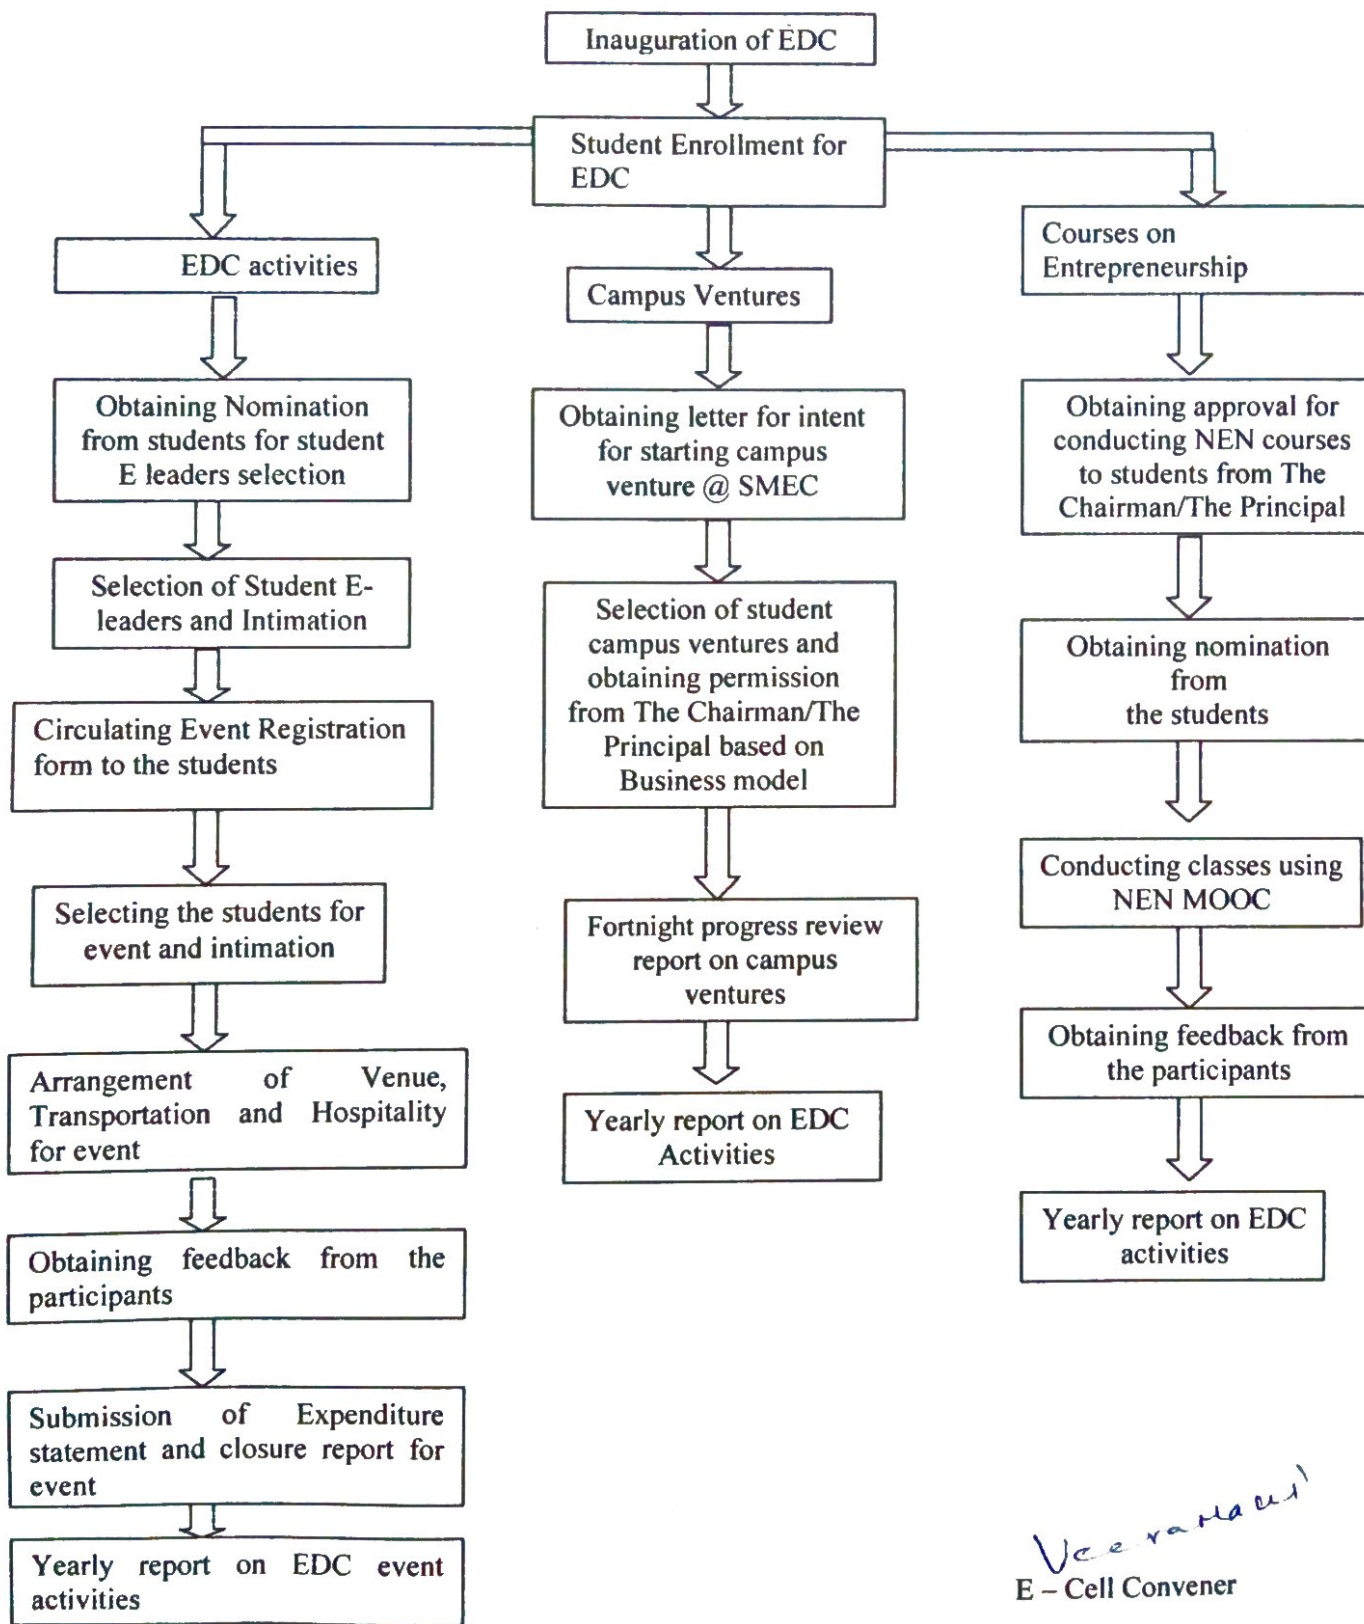 Inauguration of EDC
Student Enrollment for
EDC
EDC activities
Obtaining Nomination
from students for student
E leaders selection
Selection of Student E-
leaders and Intimation
Circulating Event Registration
form to the students
Selecting the students for
event and intimation
Arrangement of Venue,
Transportation and Hospitality
for event
Obtaining feedback from the
participants
Submission of Expenditure
statement and closure report for
event
Yearly report on EDC event
activities
Campus Ventures
Obtaining letter for intent
for starting campus
venture @ SMEC
Selection of student
campus ventures and
obtaining permission
from The Chairman/The
Principal based on
Business model
Fortnight progress review
report on campus
ventures
Yearly report on EDC
Activities
Courses on
Entrepreneurship
Obtaining approval for
conducting NEN courses
to students from The
Chairman/The Principal
Obtaining nomination
from
the students
Conducting classes using
NEN MOOC
Obtaining feedback from
the participants
Yearly report on EDC
activities
E – Cell Convener